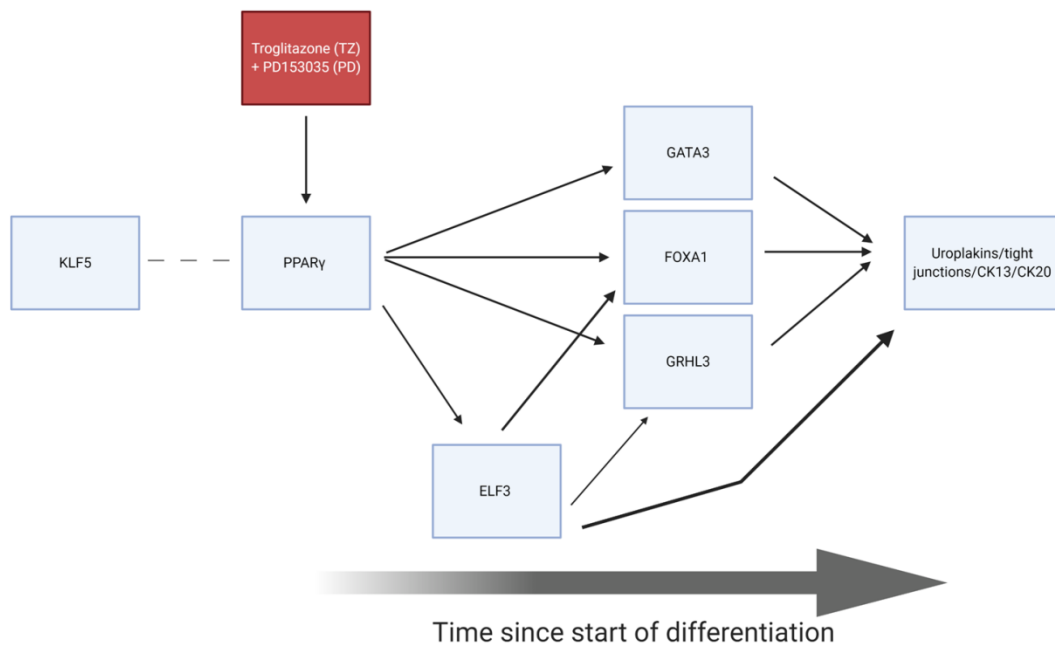 Troglitazone (TZ)
+ PD153035 (PD)
GATA3
KLF5
PPARγ
FOXA1
Uroplakins/tight
junctions/CK13/CK20
GRHL3
ELF3
Time since start of differentiation